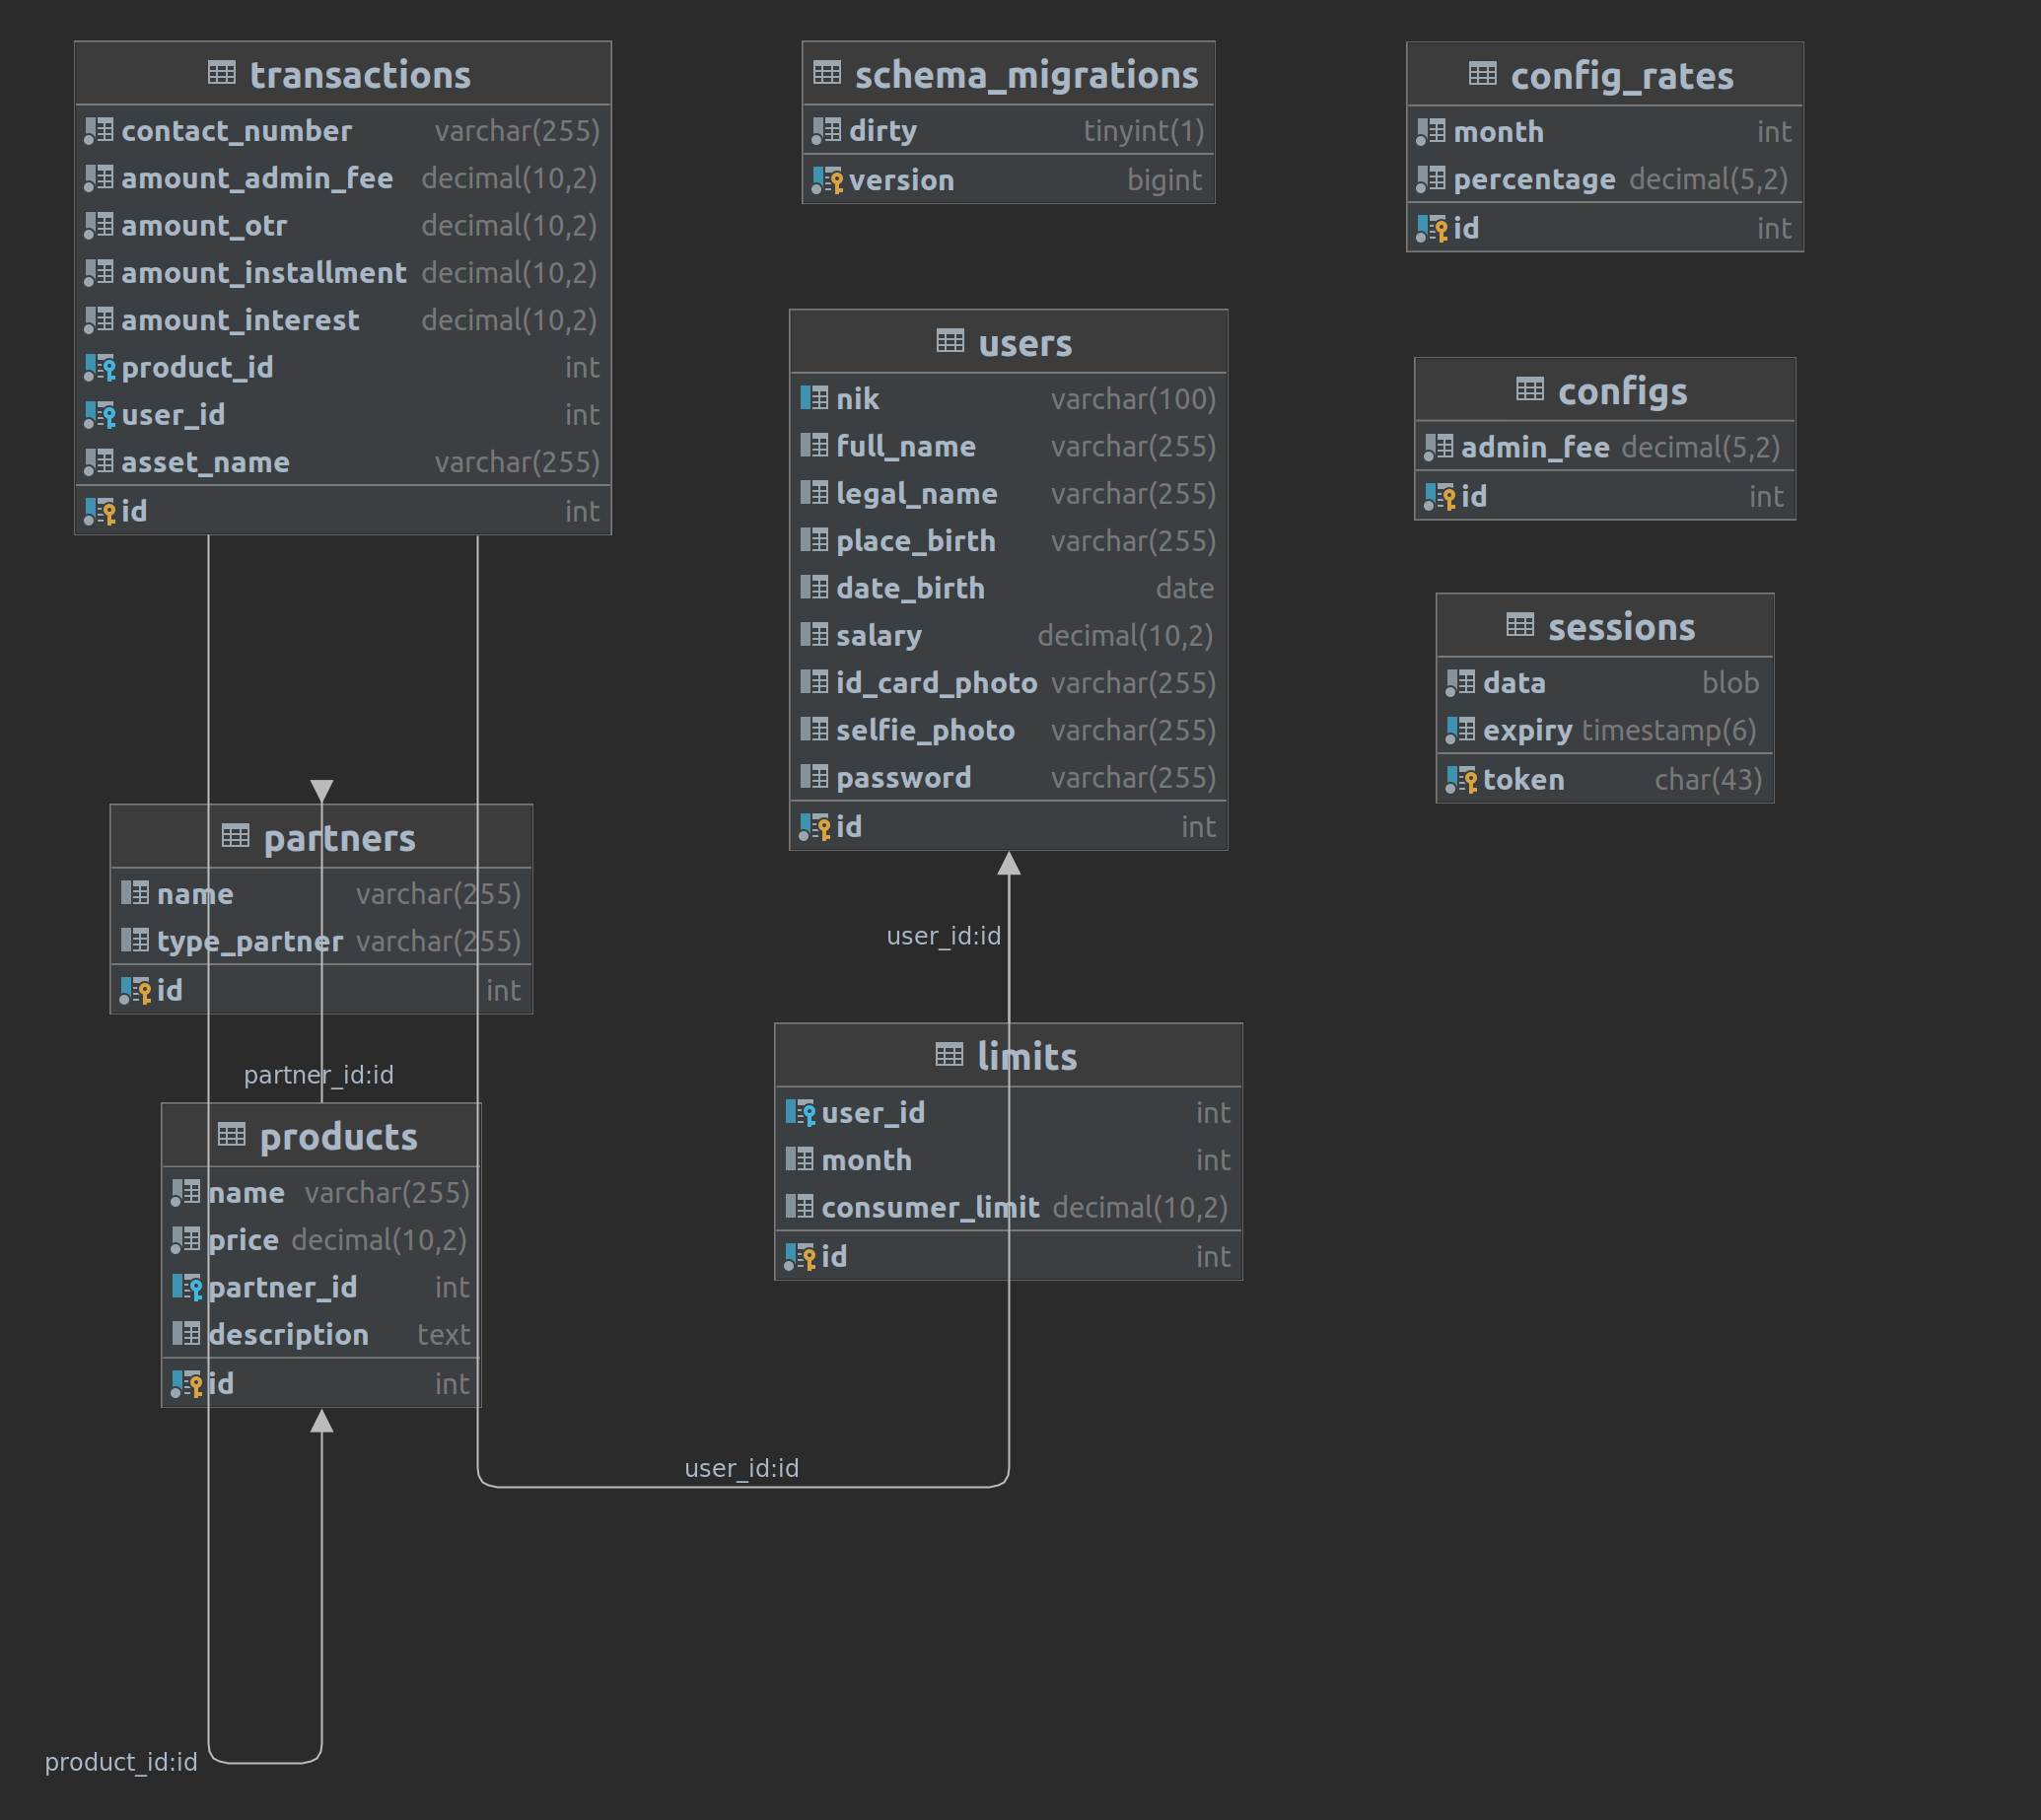 transactions
contact_number varchar(255)
amount_admin_fee decimal(10,2)
amount_otr decimal(10,2)
amount_installment decimal(10,2)
amount_interest decimal(10,2)
product_id int
user_id int
asset_name varchar(255)
id int
schema_migrations
dirty tinyint(1)
version bigint
config_rates
month int
percentage decimal(5,2)
id int
users
nik varchar(100)
full_name varchar(255)
legal_name varchar(255)
place_birth varchar(255)
date_birth date
salary decimal(10,2)
id_card_photo varchar(255)
selfie_photo varchar(255)
password varchar(255)
id int
configs
admin_fee decimal(5,2)
id int
sessions
data blob
expiry timestamp(6)
token char(43)
partners
name varchar(255)
type_partner varchar(255)
id int
user_id:id
partner_id:id
limits
user_id int
month int
consumer_limit decimal(10,2)
id int
products
name varchar(255)
price decimal(10,2)
partner_id int
description text
id int
user_id:id
product_id:id